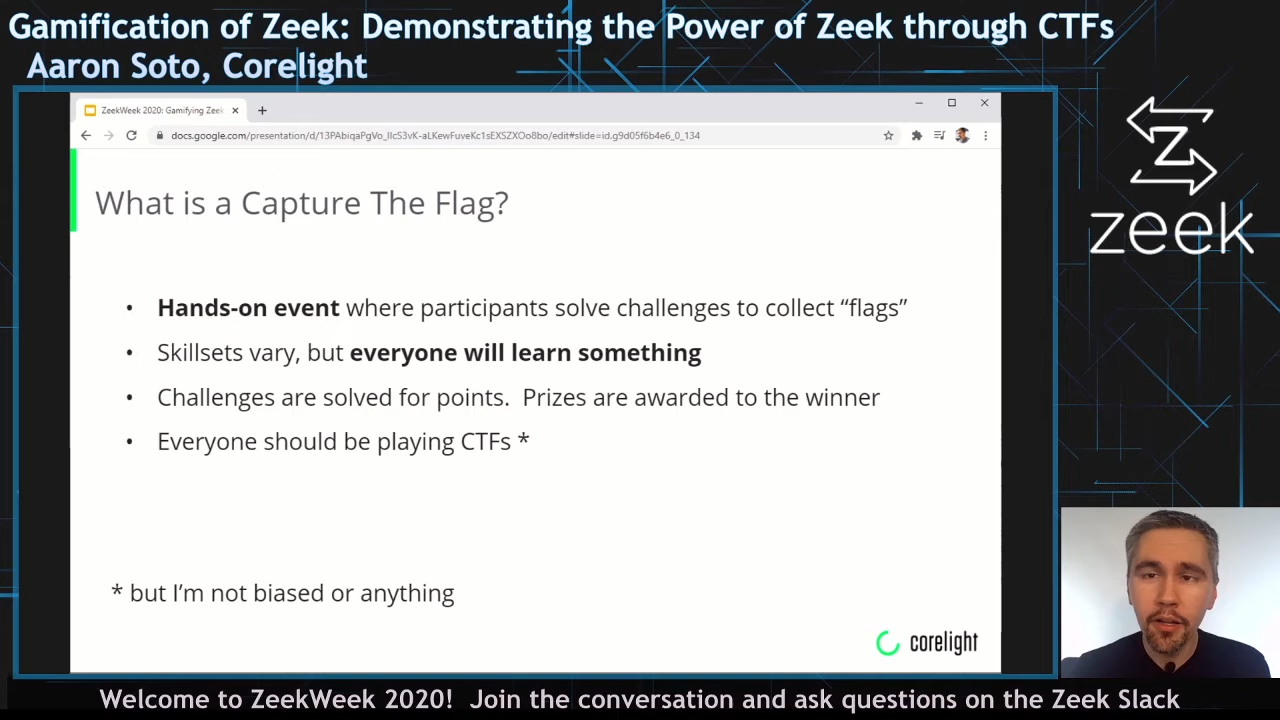 Gamification of Zeek: Demonstrating the Power of Zeek through CTFs
Aaron Soto, Corelight
ZeekWeek 2020: Gamifying Zeek
docs.google.com/presentation/d/13PAbiqaPgVo_lIcS3vK-aLKewFuveKc1sEXSZXOo8bo/edit#slide=id.g9d05f6b4e6_0_134
zeek
What is a Capture The Flag?
• Hands-on event where participants solve challenges to collect “flags”
• Skillsets vary, but everyone will learn something
• Challenges are solved for points.  Prizes are awarded to the winner
• Everyone should be playing CTFs *
* but I’m not biased or anything
corelight
Welcome to ZeekWeek 2020!  Join the conversation and ask questions on the Zeek Slack